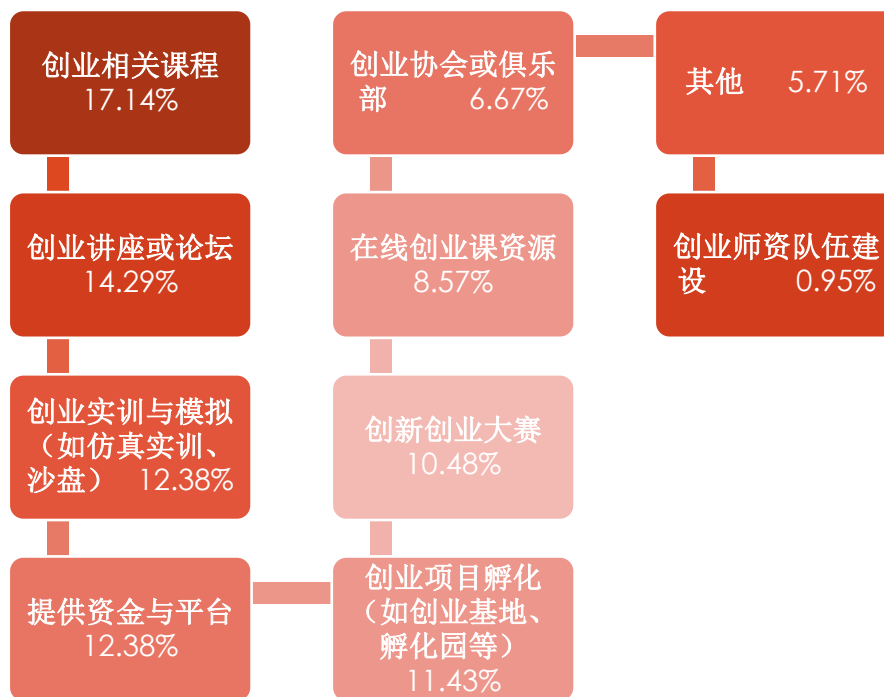 创业相关课程
17.14%
创业讲座或论坛
14.29%
创业实训与模拟
（如仿真实训、
沙盘） 12.38%
提供资金与平台
12.38%
创业项目孵化
（如创业基地、
孵化园等）
11.43%
创新创业大赛
10.48%
在线创业课资源
8.57%
创业协会或俱乐
部 6.67%
其他 5.71%
创业师资队伍建
设 0.95%